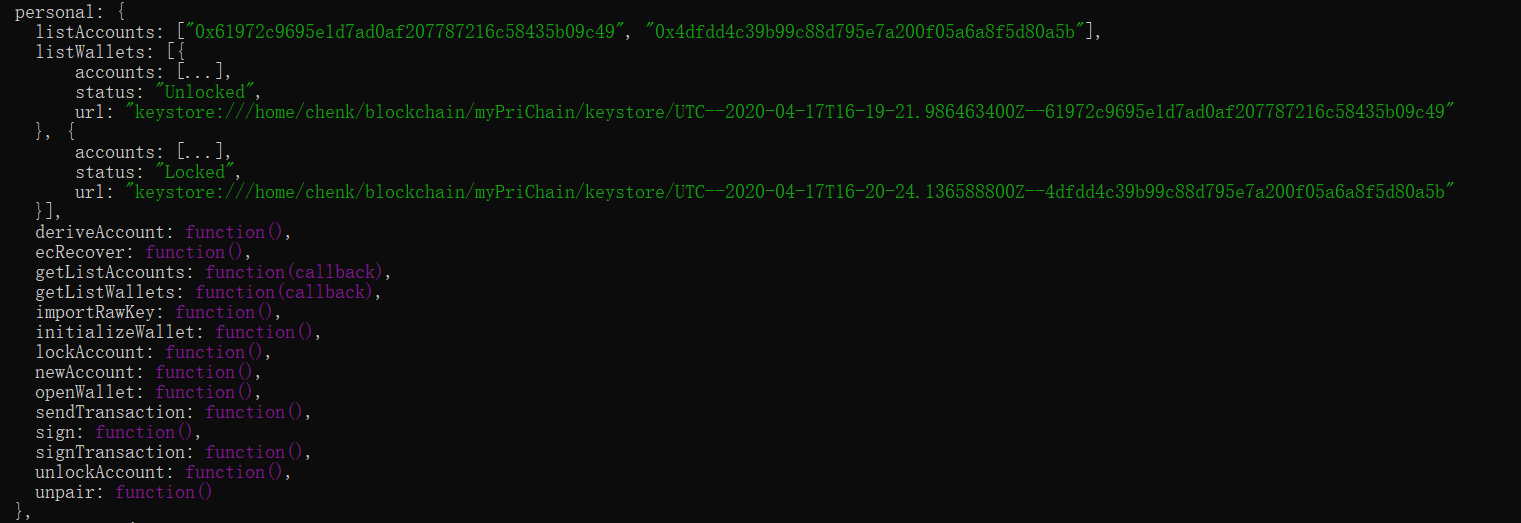 personal: {
listAccounts: ["0x61972c9695e1d7ad0af207787216c58435b09c49", "0x4dfdd4c39b99c88d795e7a200f05a6a8f5d80a5b"],
listWallets: [{
accounts: [...],
status: "Unlocked",
url: "keystore:///home/chenk/blockchain/myPriChain/keystore/UTC--2020-04-17T16-19-21.986463400Z--61972c9695e1d7ad0af207787216c58435b09c49"
}, {
accounts: [...],
status: "Locked",
url: "keystore:///home/chenk/blockchain/myPriChain/keystore/UTC--2020-04-17T16-20-24.136588800Z--4dfdd4c39b99c88d795e7a200f05a6a8f5d80a5b"
}],
deriveAccount: function(),
ecRecover: function(),
getListAccounts: function(callback),
getListWallets: function(callback),
importRawKey: function(),
initializeWallet: function(),
lockAccount: function(),
newAccount: function(),
openWallet: function(),
sendTransaction: function(),
sign: function(),
signTransaction: function(),
unlockAccount: function(),
unpair: function()
},